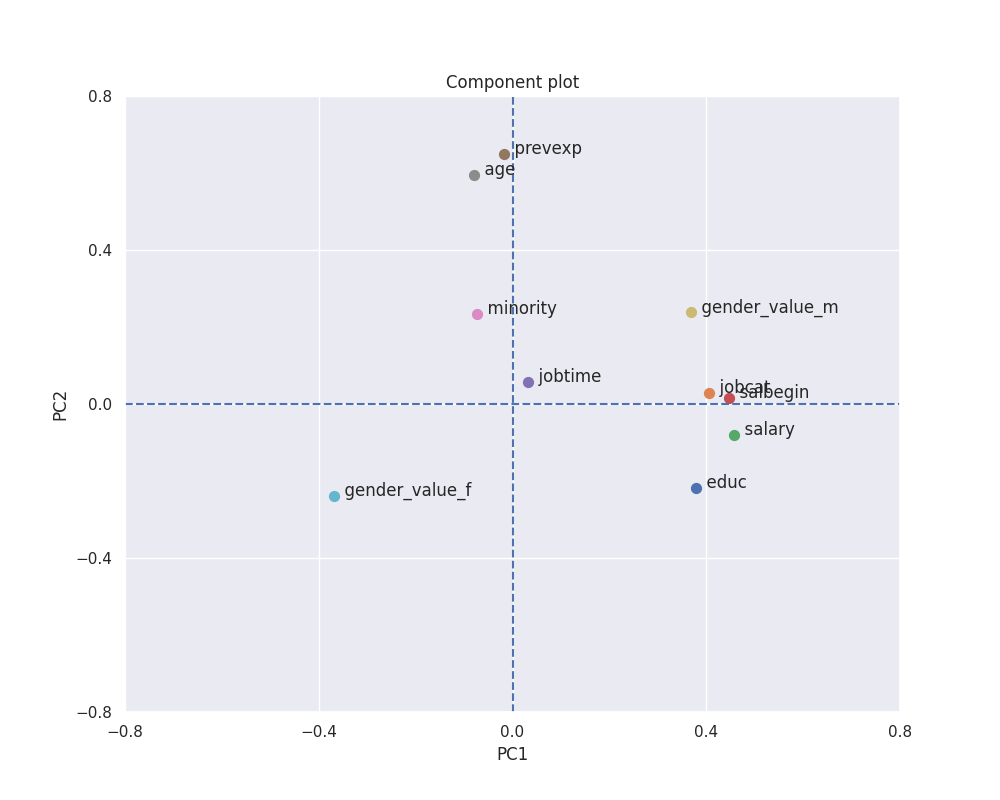 Component plot
0.8
prevexp
age
0.4
minority
gender_value_m
jobtime
jobcat
salbegin
0.0
PC2
salary
educ
gender_value_f
−0.4
−0.8
−0.8 −0.4 0.0 0.4 0.8
PC1